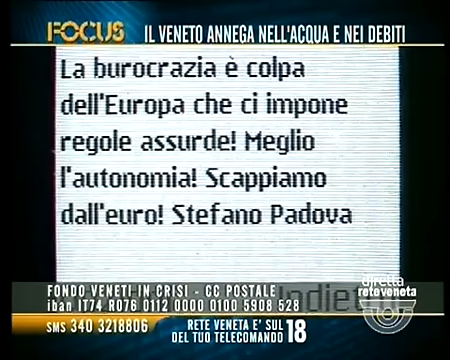 FOCUS IL VENETO ANNEGA NELL'ACQUA E NEI DEBITI
La burocrazia è colpa
dell'Europa che ci impone
regole assurde! Meglio
l'autonomia! Scappiamo
dall'euro! Stefano Padova
diretta
FONDO VENETI IN CRISI - CC POSTALE
reteveneta
iban IT74 R076 0112 0000 0100 5908 528
SMS 340 3218806
RETE VENETA E' SUL 18
DEL TUO TELECOMANDO